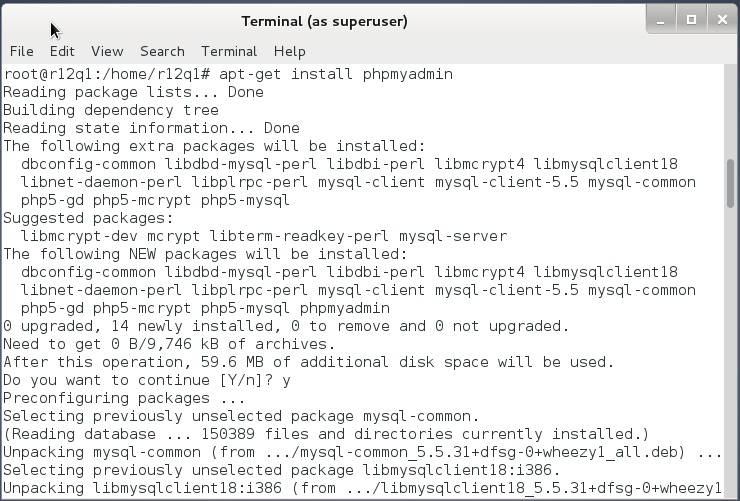 Terminal (as superuser)
File Edit View Search Terminal Help
root@r12q1:/home/r12q1# apt-get install phpmyadmin
Reading package lists... Done
Building dependency tree
Reading state information... Done
The following extra packages will be installed:
  dbconfig-common libdbd-mysql-perl libdbi-perl libmcrypt4 libmysqlclient18
  libnet-daemon-perl libplrpc-perl mysql-client mysql-client-5.5 mysql-common
  php5-gd php5-mcrypt php5-mysql
Suggested packages:
  libmcrypt-dev mcrypt libterm-readkey-perl mysql-server
The following NEW packages will be installed:
  dbconfig-common libdbd-mysql-perl libdbi-perl libmcrypt4 libmysqlclient18
  libnet-daemon-perl libplrpc-perl mysql-client mysql-client-5.5 mysql-common
  php5-gd php5-mcrypt php5-mysql phpmyadmin
0 upgraded, 14 newly installed, 0 to remove and 0 not upgraded.
Need to get 0 B/9,746 kB of archives.
After this operation, 59.6 MB of additional disk space will be used.
Do you want to continue [Y/n]? y
Preconfiguring packages ...
Selecting previously unselected package mysql-common.
(Reading database ... 150389 files and directories currently installed.)
Unpacking mysql-common (from .../mysql-common_5.5.31+dfsg-0+wheezy1_all.deb) ...
Selecting previously unselected package libmysqlclient18:i386.
Unpacking libmysqlclient18:i386 (from .../libmysqlclient18_5.5.31+dfsg-0+wheezy1